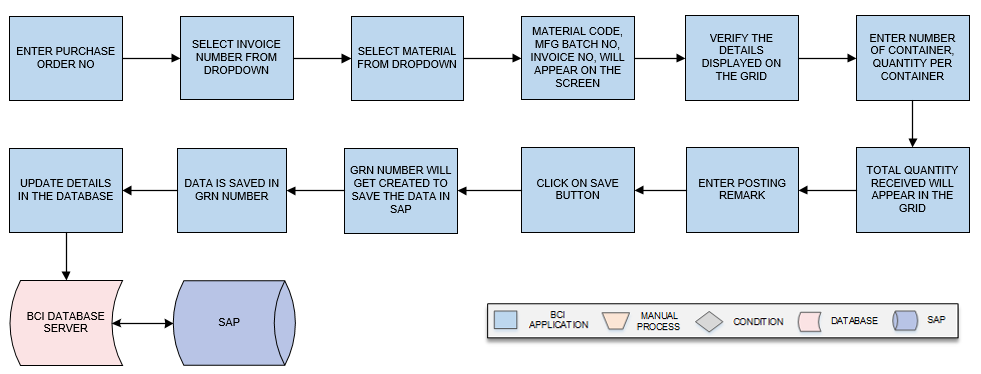 ENTER PURCHASE
ORDER NO
SELECT INVOICE
NUMBER FROM
DROPDOWN
SELECT MATERIAL
FROM DROPDOWN
MATERIAL CODE,
MFG BATCH NO,
INVOICE NO, WILL
APPEAR ON THE
SCREEN
VERIFY THE
DETAILS
DISPLAYED ON
THE GRID
ENTER NUMBER
OF CONTAINER,
QUANTITY PER
CONTAINER
TOTAL QUANTITY
RECEIVED WILL
APPEAR IN THE
GRID
ENTER POSTING
REMARK
CLICK ON SAVE
BUTTON
GRN NUMBER WILL
GET CREATED TO
SAVE THE DATA IN
SAP
DATA IS SAVED IN
GRN NUMBER
UPDATE DETAILS
IN THE DATABASE
BCI DATABASE
SERVER
SAP
BCI
APPLICATION
MANUAL
PROCESS
CONDITION
DATABASE
SAP